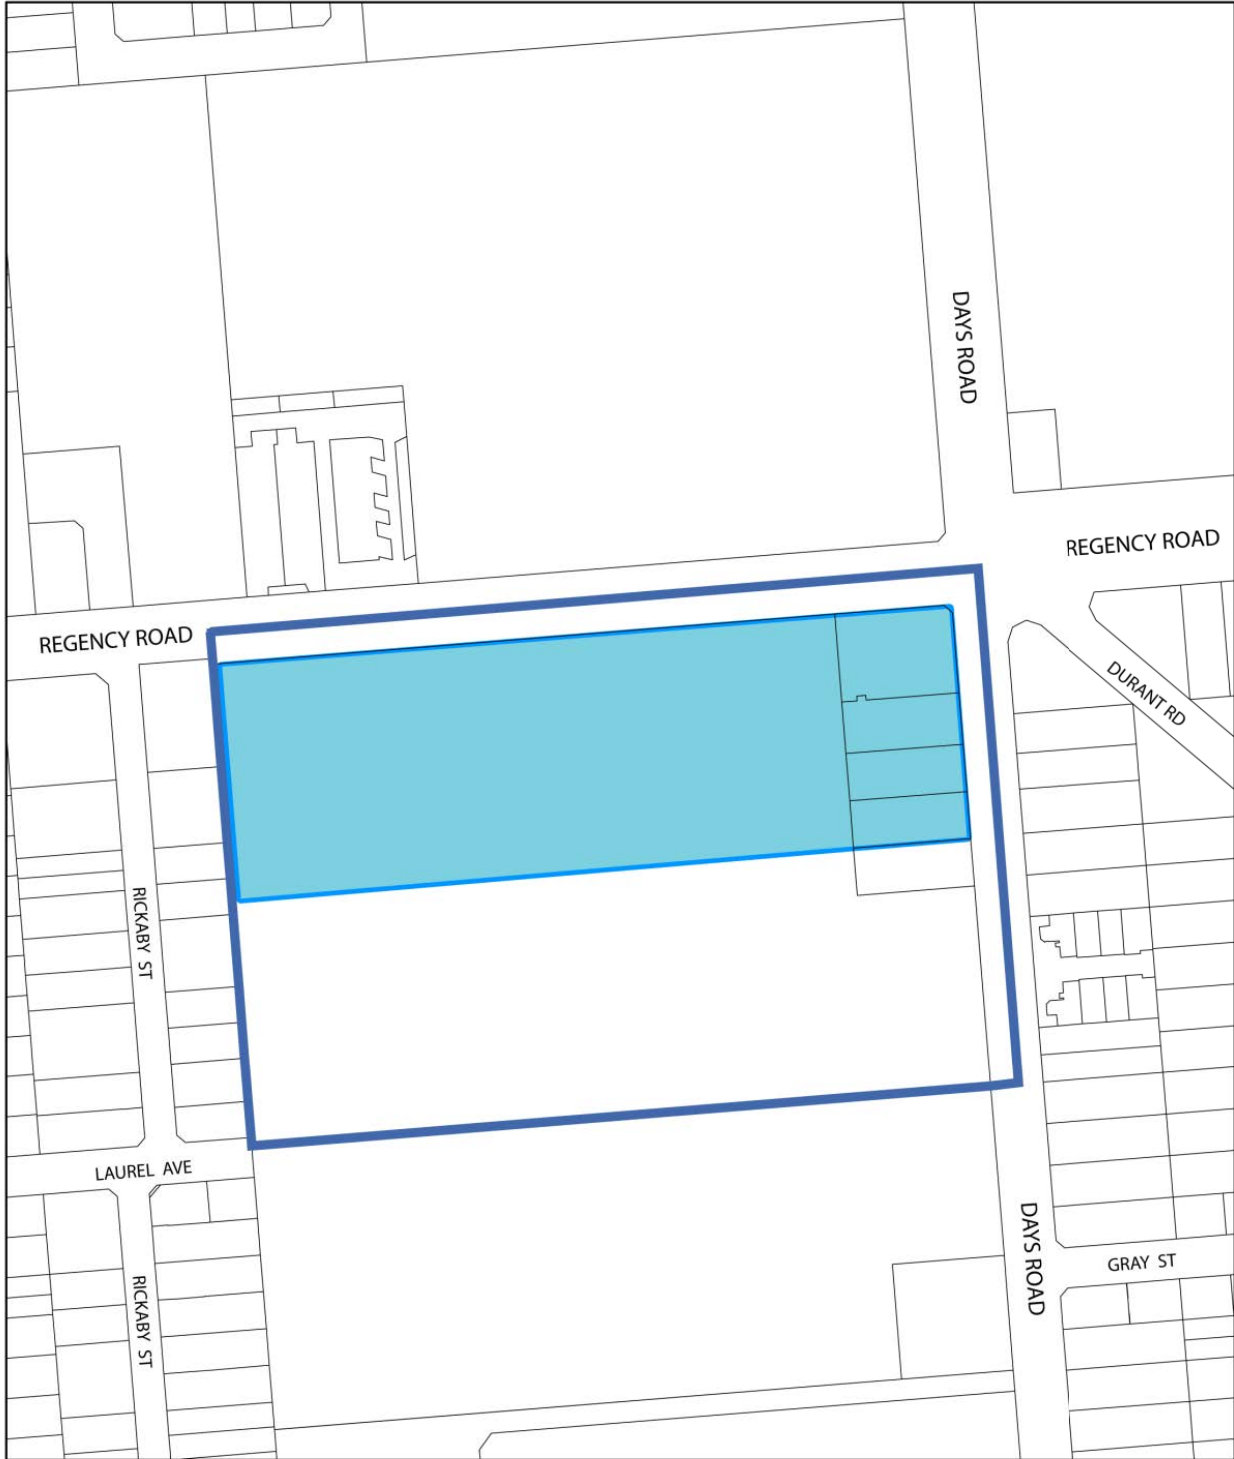 DAYS ROAD
REGENCY ROAD
REGENCY ROAD
DURANT RD
RICKABY ST
LAUREL AVE
DAYS ROAD
GRAY ST
RICKABY ST